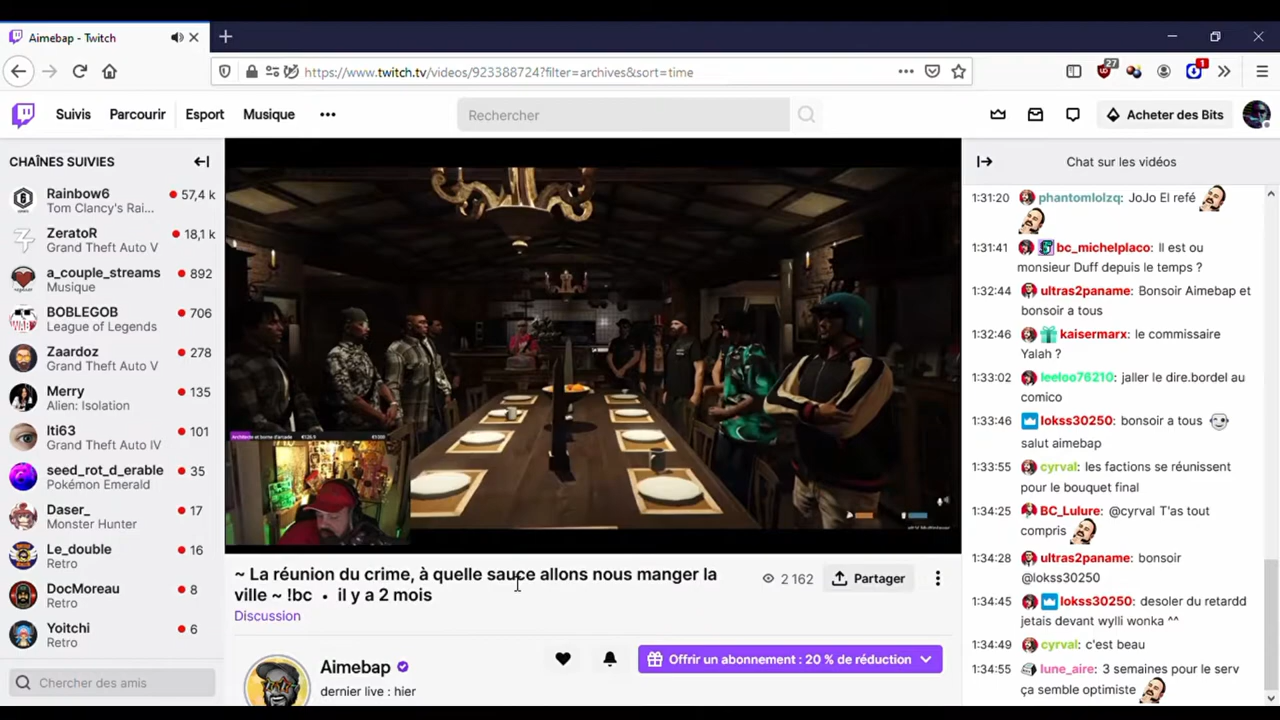 Aimebap - Twitch
https://www.twitch.tv/videos/923388724?filter=archives&sort=time
27
1
Suivis
Parcourir
Esport
Musique
Rechercher
Acheter des Bits
CHAÎNES SUIVIES
Rainbow6
57,4 k
Tom Clancy's Rai...
ZeratoR
18,1 k
Grand Theft Auto V
a_couple_streams
892
Musique
BOBLEGOB
706
League of Legends
Zaardoz
278
Grand Theft Auto V
Merry
135
Alien: Isolation
Iti63
101
Grand Theft Auto IV
seed_rot_d_erable
35
Pokémon Emerald
Daser_
17
Monster Hunter
Le_double
16
Retro
DocMoreau
8
Retro
Yoitchi
6
Retro
Chercher des amis
~ La réunion du crime, à quelle sauce allons nous manger la
ville ~ !bc • il y a 2 mois
Discussion
2 162
Partager
Aimebap
dernier live : hier
Offrir un abonnement : 20 % de réduction
Chat sur les vidéos
1:31:20 phantomlolzq: JoJo El refé
1:31:41 bc_michelplaco: Il est ou
monsieur Duff depuis le temps ?
1:32:44 ultras2paname: Bonsoir Aimebap et
bonsoir a tous
1:32:46 kaisermarx: le commissaire
Yalah ?
1:33:02 leeloo76210: jaller le dire.bordel au
comico
1:33:46 lokss30250: bonsoir a tous
salut aimebap
1:33:55 cyrval: les factions se réunissent
pour le bouquet final
1:34:25 BC_Lulure: @cyrval T'as tout
compris
1:34:28 ultras2paname: bonsoir
@lokss30250
1:34:45 lokss30250: desoler du retardd
jetais devant wylli wonka ^^
1:34:49 cyrval: c'est beau
1:34:55 lune_aire: 3 semaines pour le serv
ça semble optimiste